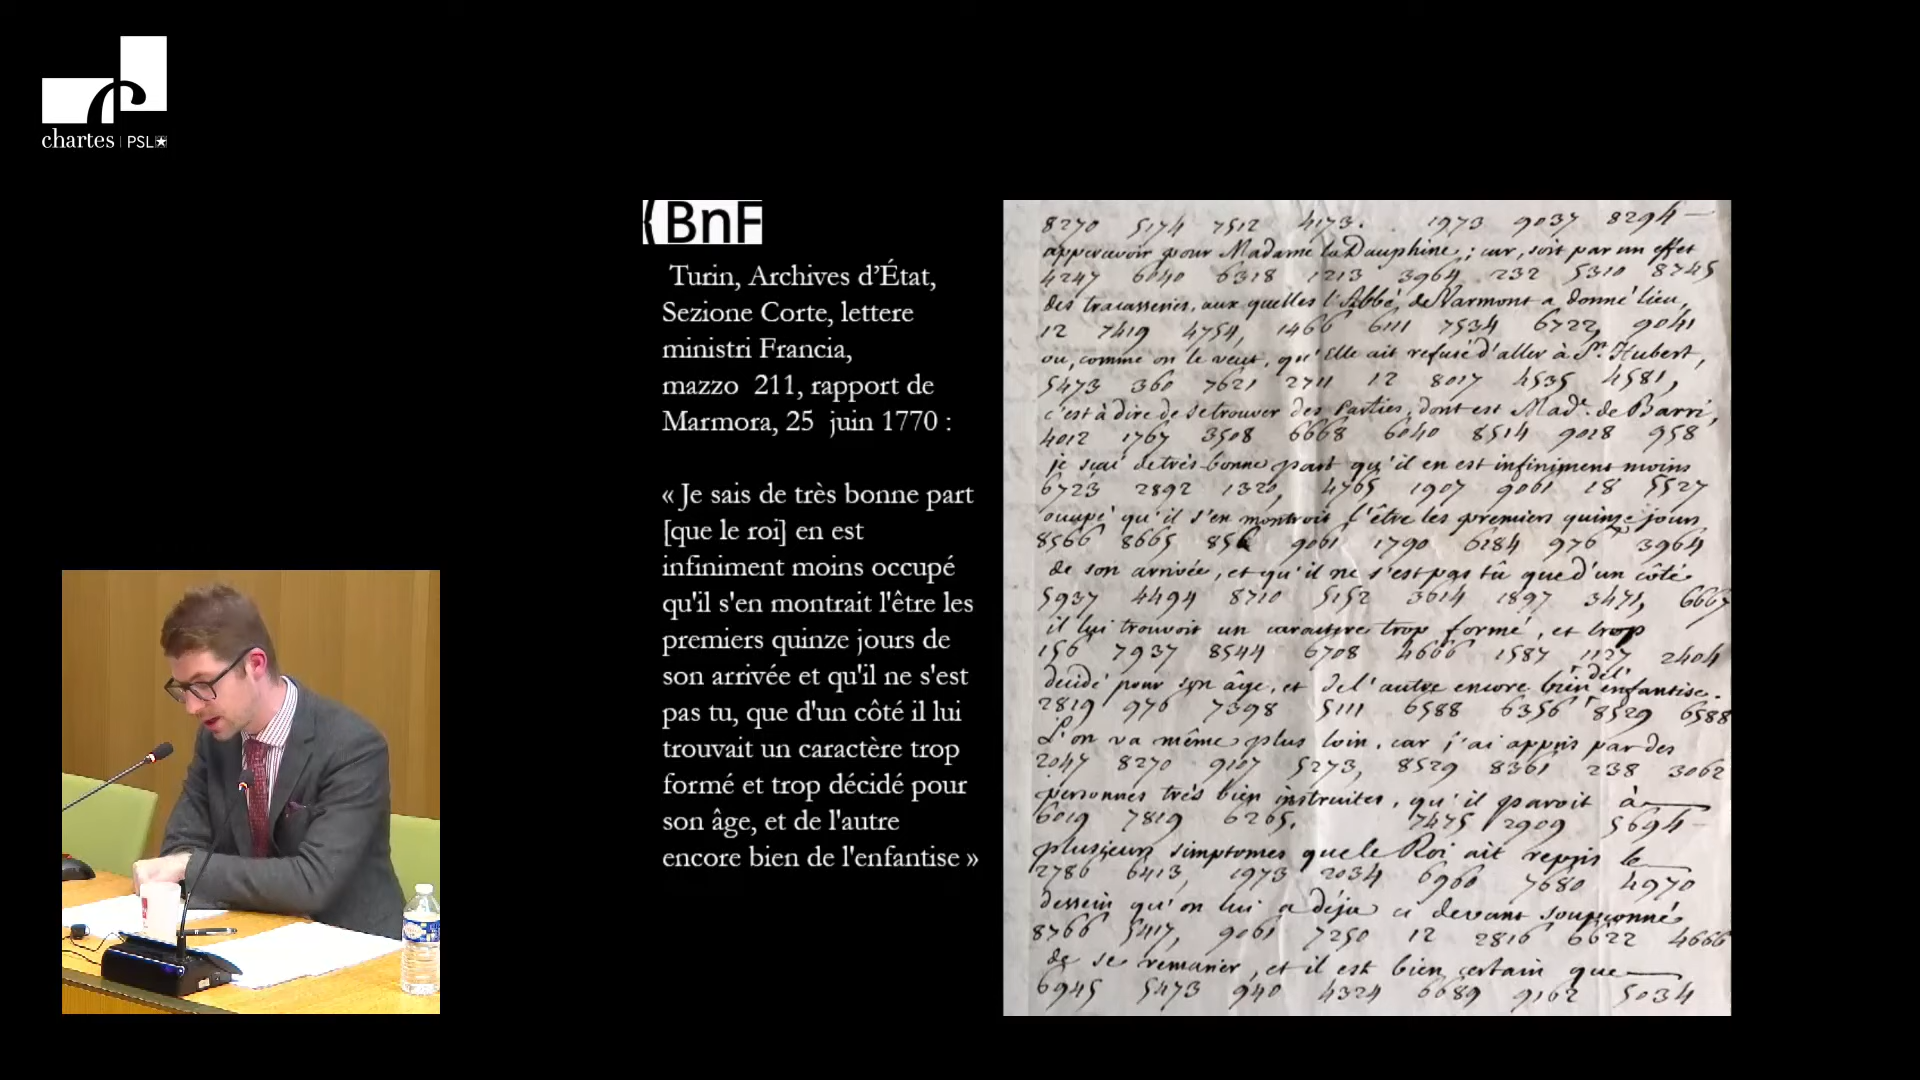 chartes | PSL
BnF
Turin, Archives d'État,
Sezione Corte, lettere
ministri Francia,
mazzo 211, rapport de
Marmora, 25 juin 1770 :
« Je sais de très bonne part
[que le roi] en est
infiniment moins occupé
qu'il s'en montrait l'être les
premiers quinze jours de
son arrivée et qu'il ne s'est
pas tu, que d'un côté il lui
trouvait un caractère trop
formé et trop décidé pour
son âge, et de l'autre
encore bien de l'enfantise »
8270 5174 7512 4173. 1973 9037 8294
appercevoir pour Madame la Dauphine; car, soit par un effet
4247 6040 6318 1213 3964 232 5310 8745
des tracasseries, aux quelles l'Abbé de Varmont a donné lieu,
12 7419 4754, 1466 6111 7534 6722, 9041
ou, comme on le veut, qu'Elle ait refusé d'aller à St. Hubert,
5473 360 7621 2711 12 8017 4535 4581,
c'est à dire de se trouver des Parties, dont est Made. de Barri,
4012 1767 3508 6668 6040 8514 9028 958
je sçai de très bonne part qu'il en est infiniment moins
6723 2892 1320, 4765 1907 9061 18 5527
occupé qu'il s'en montroit l'être les premiers quinze jours
8566 8665 856 9061 1790 6284 976 3964
de son arrivée, et qu'il ne s'est pas tû que d'un côté
5937 4494 8710 5152 3614 1897 3471, 6667
il lui trouvoit un caractere trop formé, et trop
156 7937 8544 6708 4666 1587 1127 2404
decidé pour son âge, et de l'autre encore bien de l'enfantise.
2819 976 7398 5111 6588 6356 8529 6588
L'on va même plus loin, car j'ai appris par des
2047 8270 9107 5273, 8529 8361 238 3062
personnes très bien instruites, qu'il paroit à
6019 7819 6265. 7475 2909 5694
plusieurs simptomes que le Roi ait repris le
2786 6413, 1973 2034 6960 7680 4970
dessein qu'on lui a déja ci devant soupçonné
8766 5417, 9061 7250 12 2816 6622 4666
de se remarier, et il est bien certain que
6945 5473 940 4324 6689 9162 5034